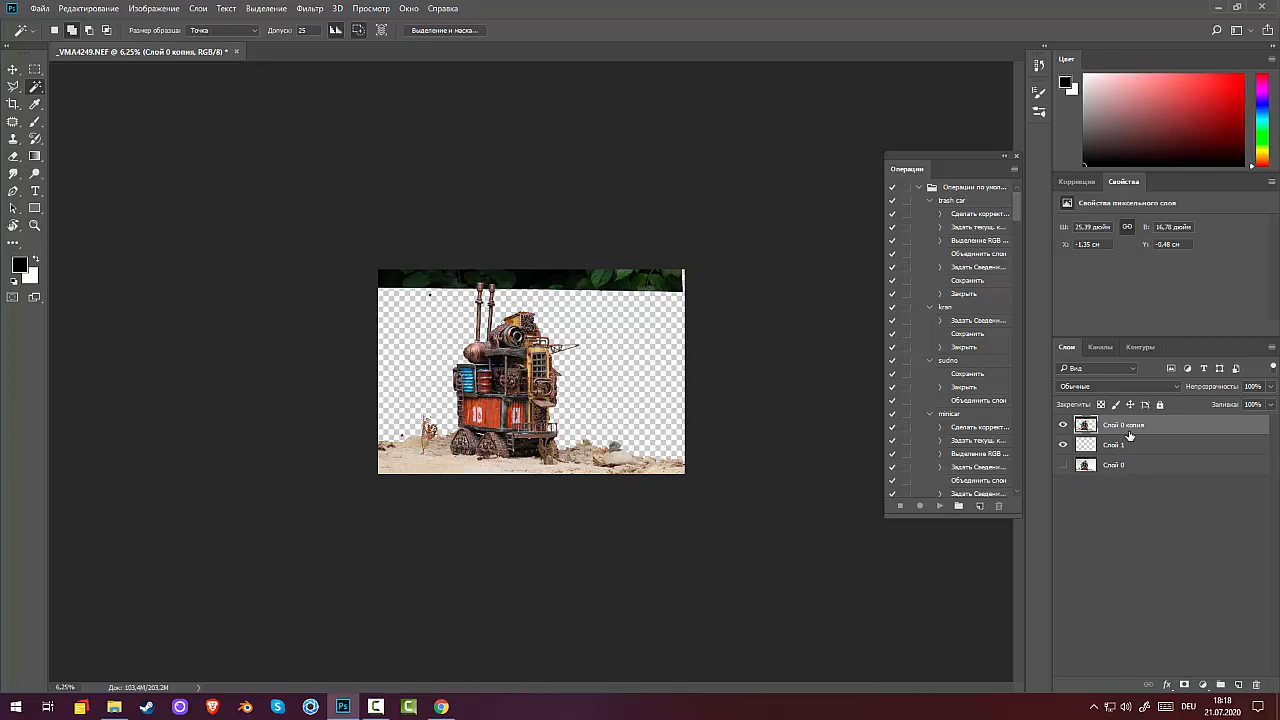 Файл Редактирование Изображение Слои Текст Выделение Фильтр 3D Просмотр Окно Справка
Размер образца: Точка Допуск: 25 Выделение и маска...
_VMA4249.NEF @ 6,25% (Слой 0 копия, RGB/8) * ×
Цвет
Операции
Операции по умол...
trash car
Сделать коррект...
Задать текущ. к...
Выделение RGB ...
Объединить слои
Задать Сведени...
Сохранить
Закрыть
kran
Задать Сведени...
Сохранить
Закрыть
sudno
Сохранить
Закрыть
Объединить слои
minicar
Сделать коррект...
Задать текущ. к...
Выделение RGB ...
Задать Сведени...
Объединить слои
Задать Сведени...
Коррекция Свойства
Свойства пиксельного слоя
Ш: 25,39 дюйм В: 16,78 дюйм
X: -1,35 см Y: -0,48 см
Слои Каналы Контуры
Вид
Обычные Непрозрачность: 100%
Закрепить: Заливка: 100%
Слой 0 копия
Слой 1
Слой 0
6,25% Док: 103,4M/203,2M
DEU 18:18
21.07.2020